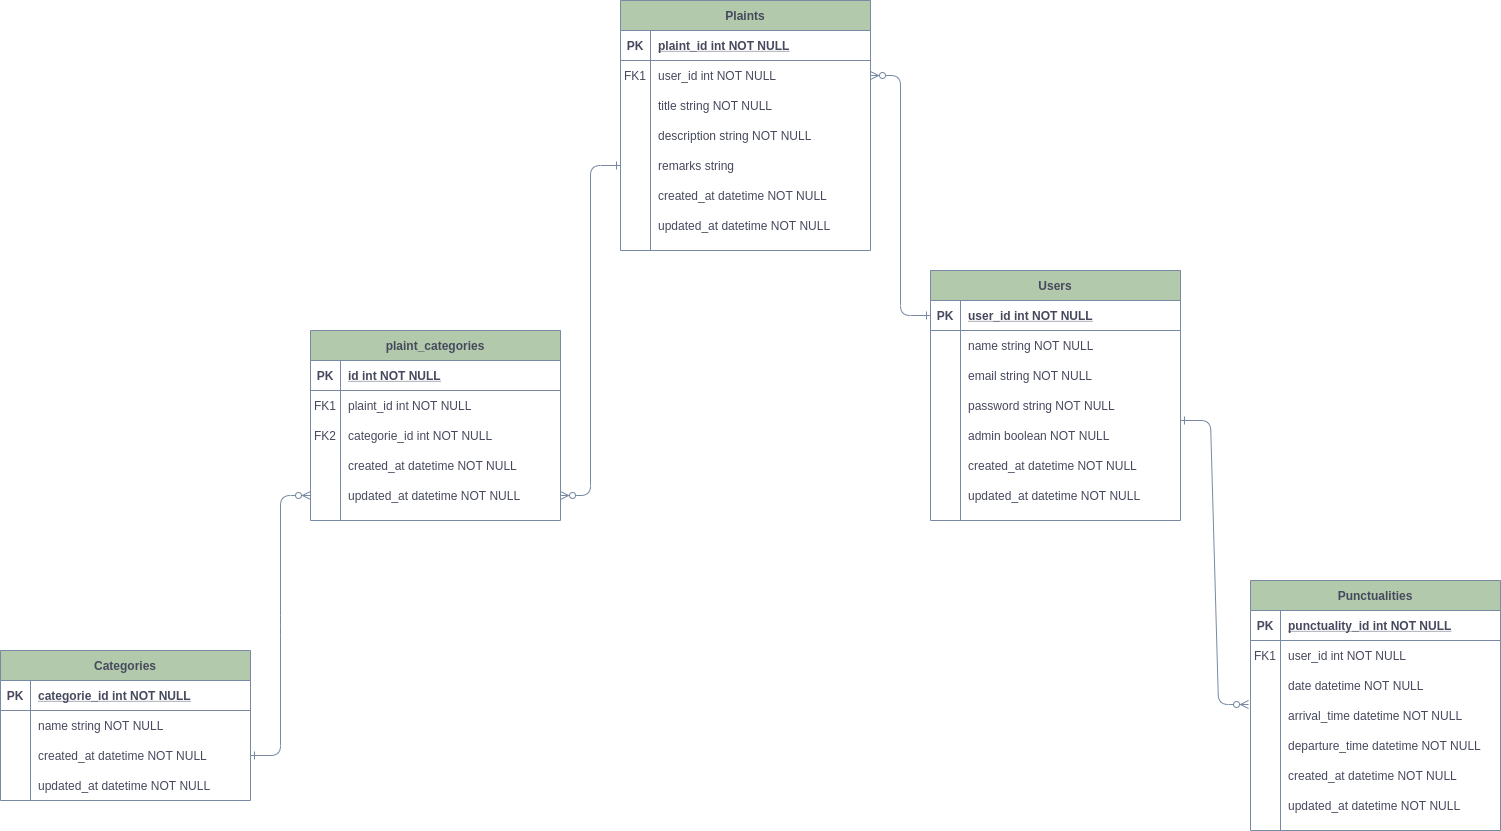 Plaints
PK plaint_id int NOT NULL
FK1 user_id int NOT NULL
title string NOT NULL
description string NOT NULL
remarks string
created_at datetime NOT NULL
updated_at datetime NOT NULL
Users
PK user_id int NOT NULL
name string NOT NULL
email string NOT NULL
password string NOT NULL
admin boolean NOT NULL
created_at datetime NOT NULL
updated_at datetime NOT NULL
plaint_categories
PK id int NOT NULL
FK1 plaint_id int NOT NULL
FK2 categorie_id int NOT NULL
created_at datetime NOT NULL
updated_at datetime NOT NULL
Punctualities
PK punctuality_id int NOT NULL
FK1 user_id int NOT NULL
date datetime NOT NULL
arrival_time datetime NOT NULL
departure_time datetime NOT NULL
created_at datetime NOT NULL
updated_at datetime NOT NULL
Categories
PK categorie_id int NOT NULL
name string NOT NULL
created_at datetime NOT NULL
updated_at datetime NOT NULL